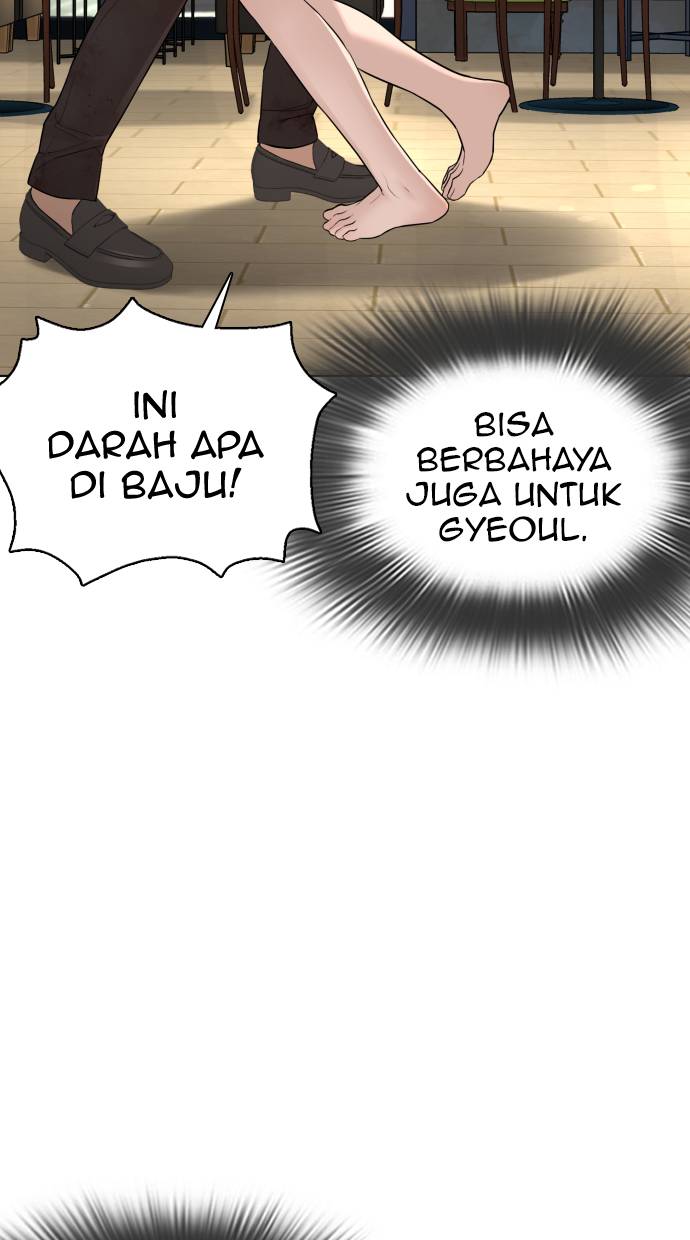 INI
DARAH APA
DI BAJU!
BISA
BERBAHAYA
JUGA UNTUK
GYEOUL.